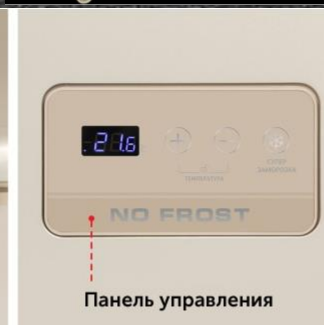 .21.6
+ −
СУПЕР
ЗАМОРОЗКА
ТЕМПЕРАТУРА
NO FROST
Панель управления